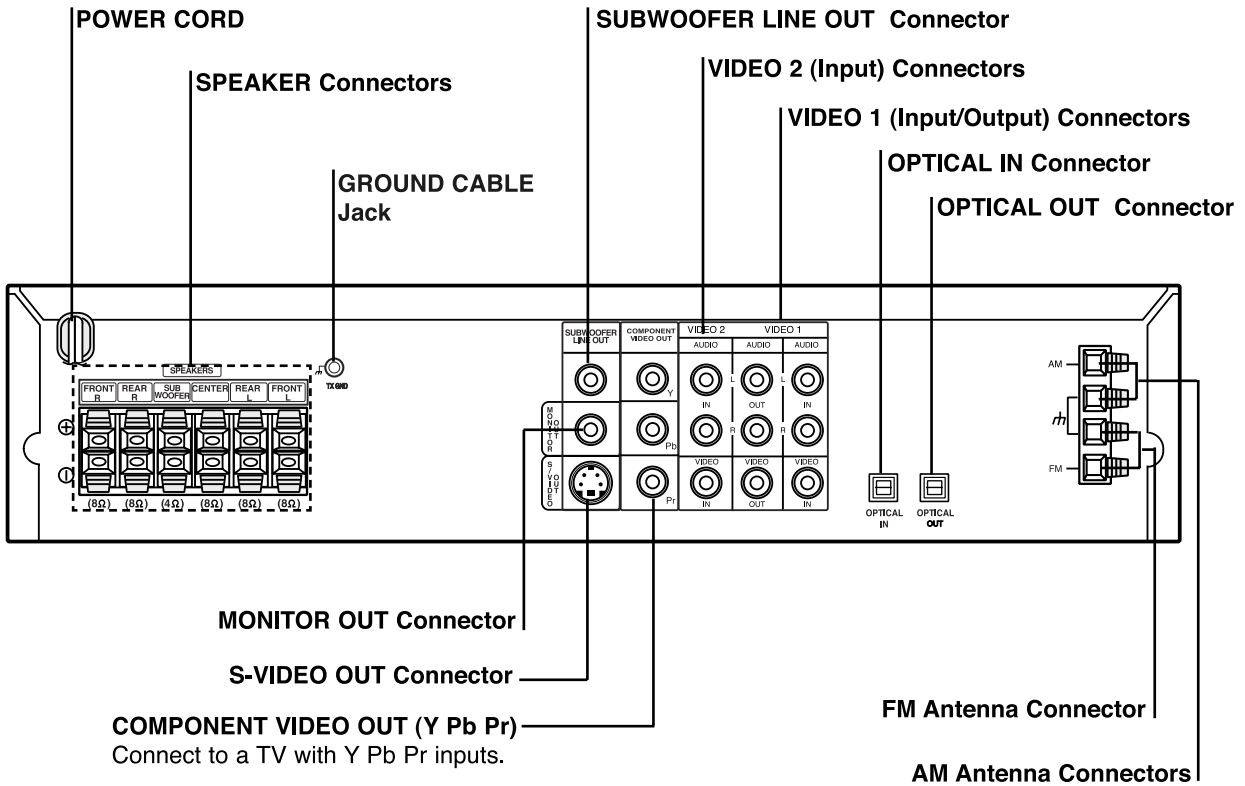 POWER CORD
SUBWOOFER LINE OUT Connector
SPEAKER Connectors
VIDEO 2 (Input) Connectors
VIDEO 1 (Input/Output) Connectors
OPTICAL IN Connector
GROUND CABLE
Jack
OPTICAL OUT Connector
SPEAKERS
FRONT
R
REAR
R
SUB
WOOFER
CENTER
REAR
L
FRONT
L
(8Ω) (8Ω) (4Ω) (8Ω) (8Ω) (8Ω)
TX GND
SUBWOOFER
LINE OUT
MONITOR
OUT
S/VIDEO
OUT
COMPONENT
VIDEO OUT
Y
Pb
Pr
VIDEO 2 VIDEO 1
AUDIO AUDIO AUDIO
L L
IN OUT IN
R R
VIDEO VIDEO VIDEO
IN OUT IN
OPTICAL
IN
OPTICAL
OUT
AM
FM
MONITOR OUT Connector
S-VIDEO OUT Connector
COMPONENT VIDEO OUT (Y Pb Pr)
Connect to a TV with Y Pb Pr inputs.
FM Antenna Connector
AM Antenna Connectors